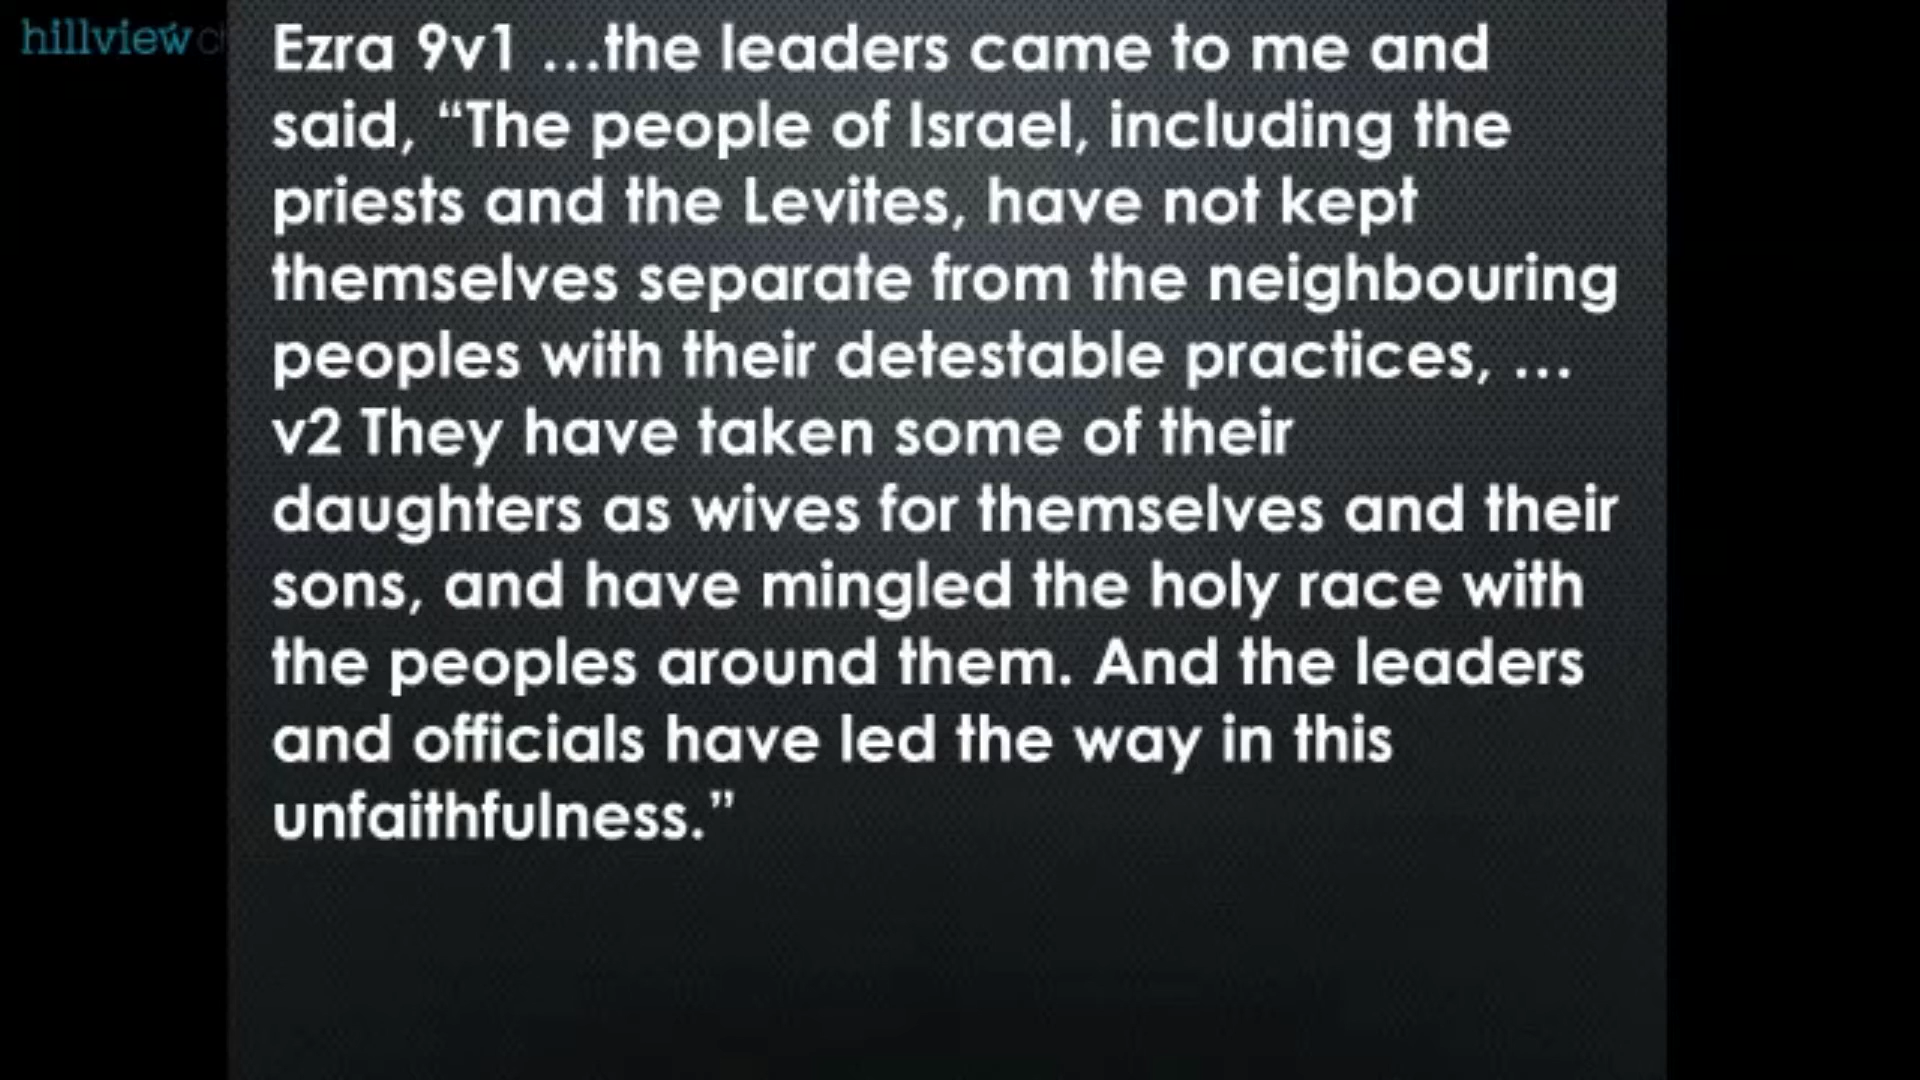 hillview
Ezra 9v1 …the leaders came to me and
said, “The people of Israel, including the
priests and the Levites, have not kept
themselves separate from the neighbouring
peoples with their detestable practices, …
v2 They have taken some of their
daughters as wives for themselves and their
sons, and have mingled the holy race with
the peoples around them. And the leaders
and officials have led the way in this
unfaithfulness.”